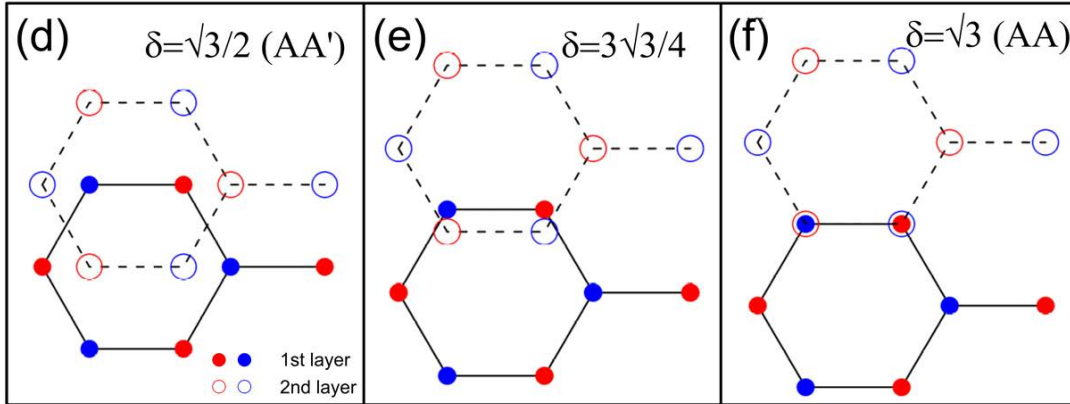 (d) δ=√3/2 (AA')
1st layer
2nd layer
(e) δ=3√3/4
(f) δ=√3 (AA)